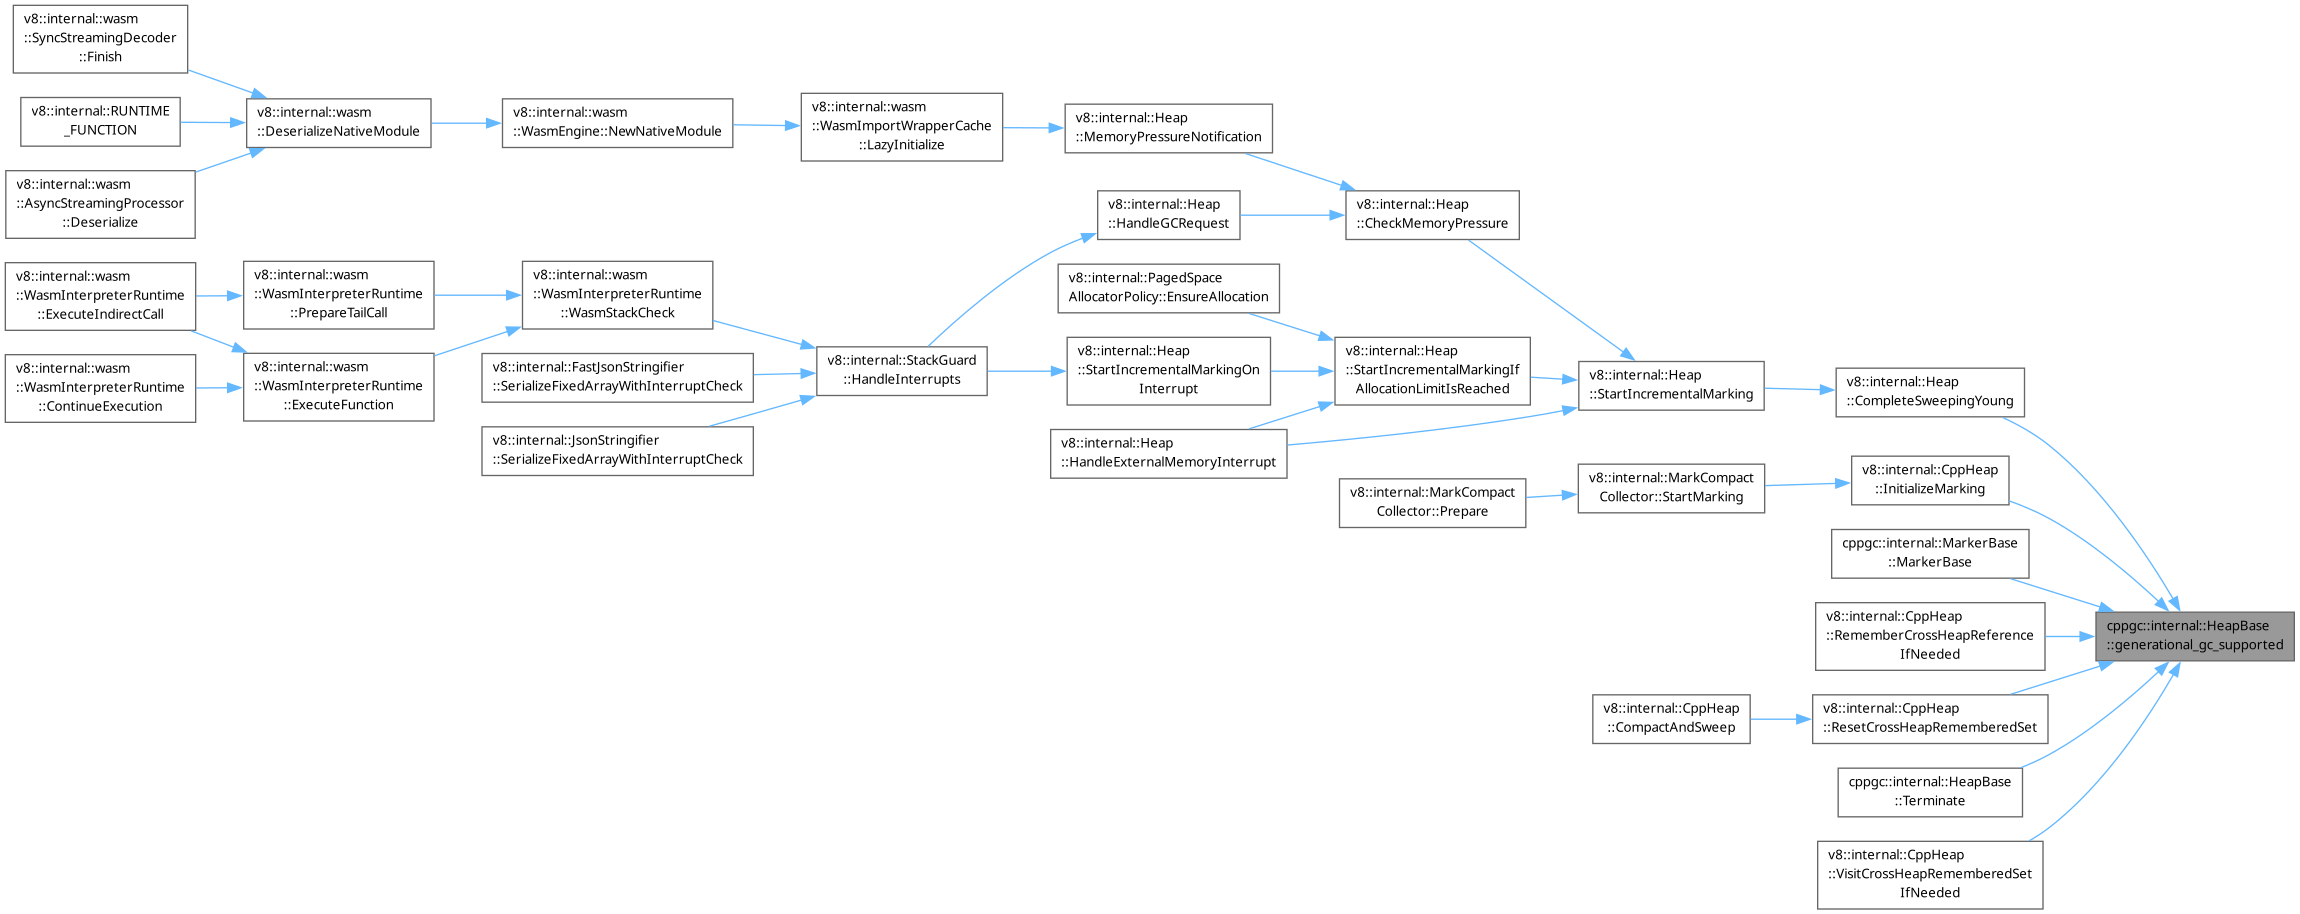 v8::internal::wasm
::SyncStreamingDecoder
::Finish
v8::internal::RUNTIME
_FUNCTION
v8::internal::wasm
::AsyncStreamingProcessor
::Deserialize
v8::internal::wasm
::WasmInterpreterRuntime
::ExecuteIndirectCall
v8::internal::wasm
::WasmInterpreterRuntime
::ContinueExecution
v8::internal::wasm
::DeserializeNativeModule
v8::internal::wasm
::WasmInterpreterRuntime
::PrepareTailCall
v8::internal::wasm
::WasmInterpreterRuntime
::ExecuteFunction
v8::internal::wasm
::WasmEngine::NewNativeModule
v8::internal::wasm
::WasmInterpreterRuntime
::WasmStackCheck
v8::internal::FastJsonStringifier
::SerializeFixedArrayWithInterruptCheck
v8::internal::JsonStringifier
::SerializeFixedArrayWithInterruptCheck
v8::internal::wasm
::WasmImportWrapperCache
::LazyInitialize
v8::internal::StackGuard
::HandleInterrupts
v8::internal::Heap
::MemoryPressureNotification
v8::internal::Heap
::HandleGCRequest
v8::internal::PagedSpace
AllocatorPolicy::EnsureAllocation
v8::internal::Heap
::StartIncrementalMarkingOn
Interrupt
v8::internal::Heap
::HandleExternalMemoryInterrupt
v8::internal::Heap
::CheckMemoryPressure
v8::internal::Heap
::StartIncrementalMarkingIf
AllocationLimitIsReached
v8::internal::MarkCompact
Collector::Prepare
v8::internal::Heap
::StartIncrementalMarking
v8::internal::MarkCompact
Collector::StartMarking
v8::internal::CppHeap
::CompactAndSweep
v8::internal::Heap
::CompleteSweepingYoung
v8::internal::CppHeap
::InitializeMarking
cppgc::internal::MarkerBase
::MarkerBase
v8::internal::CppHeap
::RememberCrossHeapReference
IfNeeded
v8::internal::CppHeap
::ResetCrossHeapRememberedSet
cppgc::internal::HeapBase
::Terminate
v8::internal::CppHeap
::VisitCrossHeapRememberedSet
IfNeeded
cppgc::internal::HeapBase
::generational_gc_supported